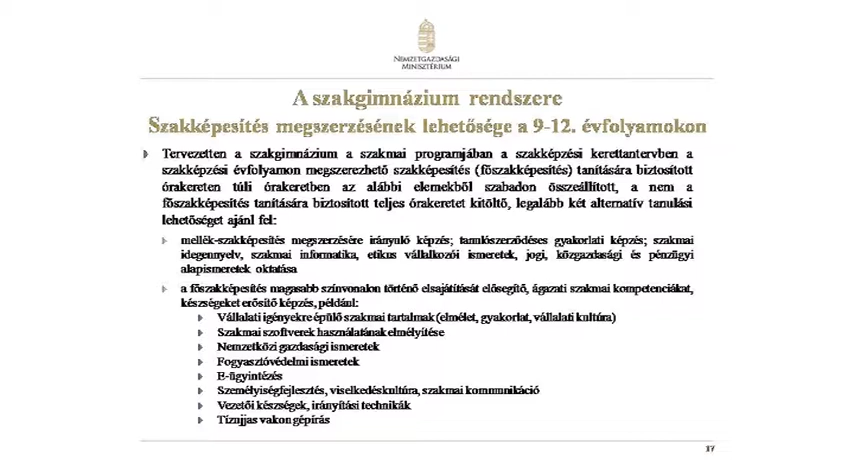 NEMZETGAZDASÁGI
MINISZTÉRIUM
A szakgimnázium rendszere
Szakképesítés megszerzésének lehetősége a 9-12. évfolyamokon
Tervezetten a szakgimnázium a szakmai programjában a szakképzési kerettantervben a
szakképzési évfolyamon megszerezhető szakképesítés (főszakképesítés) tanítására biztosított
órakereten túli órakeretben az alábbi elemekből szabadon összeállított, a nem a
főszakképesítés tanítására biztosított teljes órakeretet kitöltő, legalább két alternatív tanulási
lehetőséget ajánl fel:
mellék-szakképesítés megszerzésére irányuló képzés; tanulószerződéses gyakorlati képzés; szakmai
idegennyelv, szakmai informatika, etikus vállalkozói ismeretek, jogi, közgazdasági és pénzügyi
alapismeretek oktatása
a főszakképesítés magasabb színvonalon történő elsajátítását elősegítő, ágazati szakmai kompetenciákat,
készségeket erősítő képzés, például:
Vállalati igényekre épülő szakmai tartalmak (elmélet, gyakorlat, vállalati kultúra)
Szakmai szoftverek használatának elmélyítése
Nemzetközi gazdasági ismeretek
Fogyasztóvédelmi ismeretek
E-ügyintézés
Személyiségfejlesztés, viselkedéskultúra, szakmai kommunikáció
Vezetői készségek, irányítási technikák
Tízujjas vakon gépírás
17